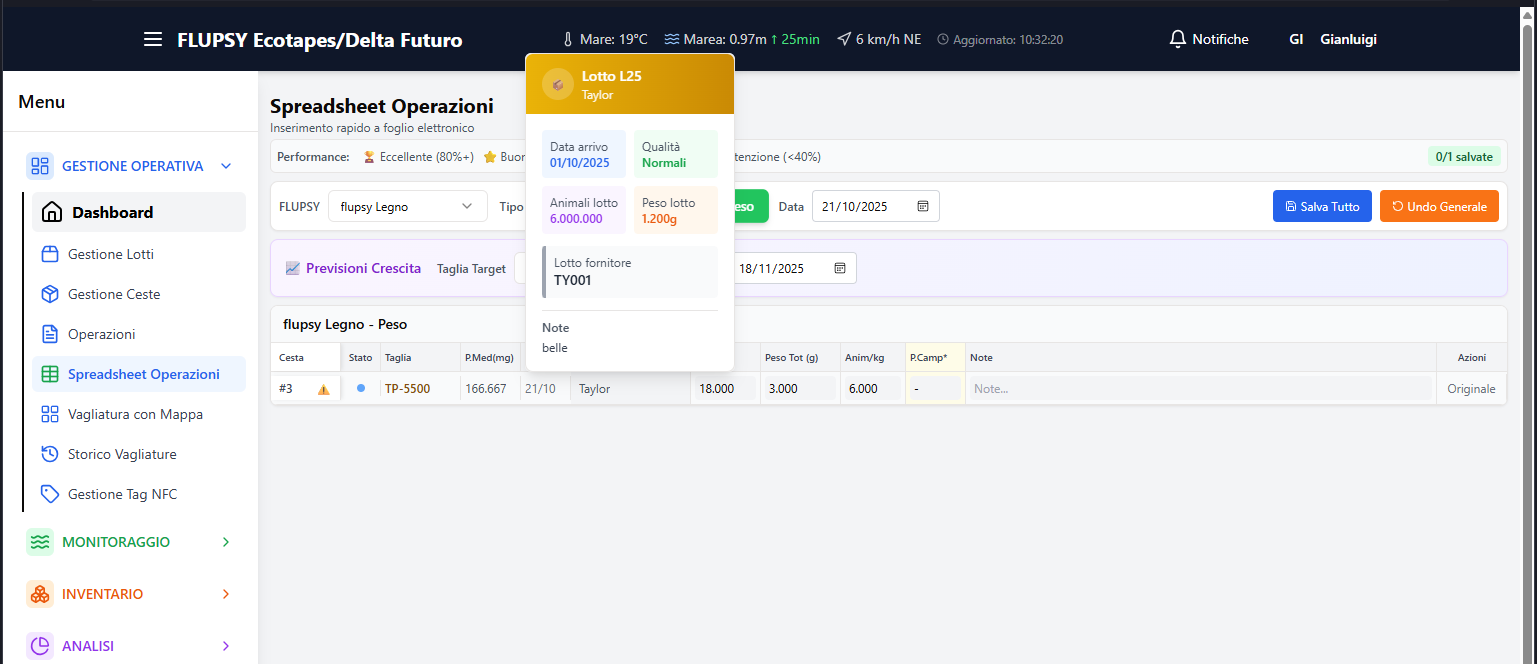 FLUPSY Ecotapes/Delta Futuro
Mare: 19°C
Marea: 0.97m ↑ 25min
6 km/h NE
Aggiornato: 10:32:20
Notifiche
GI
Gianluigi
Menu
GESTIONE OPERATIVA
Dashboard
Gestione Lotti
Gestione Ceste
Operazioni
Spreadsheet Operazioni
Vagliatura con Mappa
Storico Vagliature
Gestione Tag NFC
MONITORAGGIO
INVENTARIO
ANALISI
Spreadsheet Operazioni
Inserimento rapido a foglio elettronico
Performance:
Eccellente (80%+)
0/1 salvate
FLUPSY
flupsy Legno
Tipo
Data
21/10/2025
Salva Tutto
Undo Generale
Previsioni Crescita
Taglia Target
18/11/2025
Lotto L25
Taylor
Data arrivo
01/10/2025
Qualità
Normali
Animali lotto
6.000.000
Peso lotto
1.200g
Lotto fornitore
TY001
Note
belle
flupsy Legno - Peso
Cesta
Stato
Taglia
P.Med(mg)
Peso Tot (g)
Anim/kg
P.Camp*
Note
Azioni
#3
TP-5500
166.667
21/10
Taylor
18.000
3.000
6.000
-
Note...
Originale